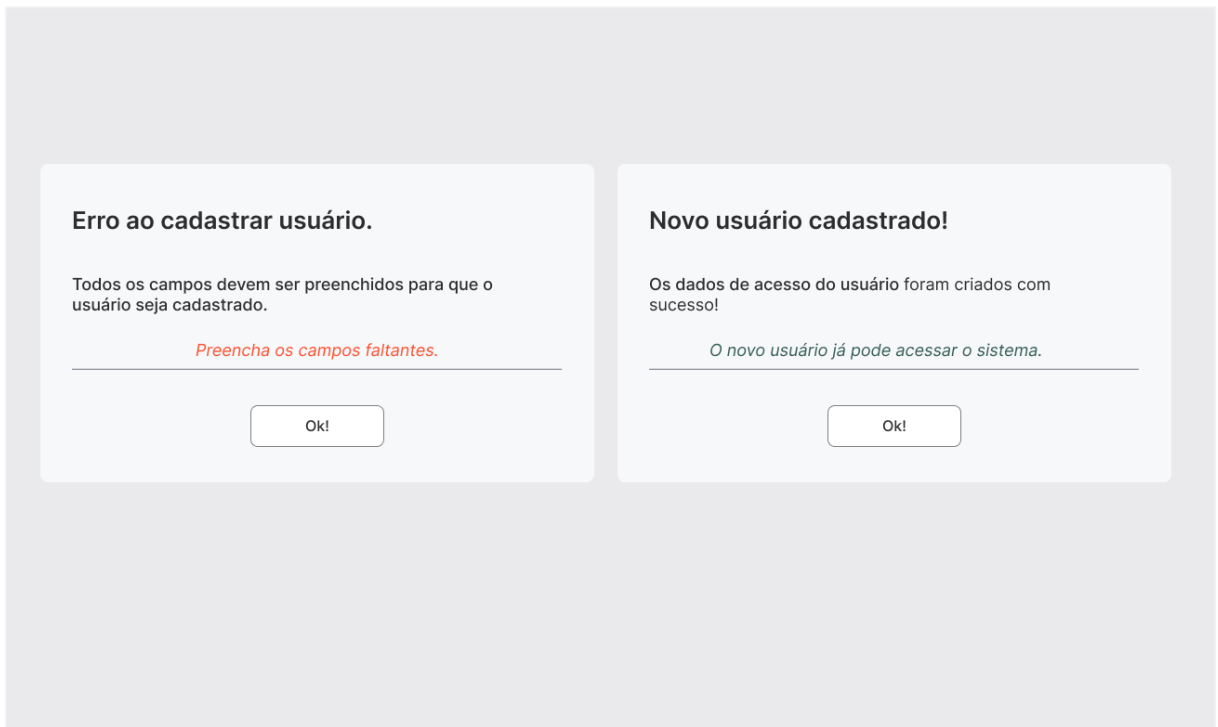 Erro ao cadastrar usuário.
Todos os campos devem ser preenchidos para que o
usuário seja cadastrado.
Preencha os campos faltantes.
Ok!
Novo usuário cadastrado!
Os dados de acesso do usuário foram criados com
sucesso!
O novo usuário já pode acessar o sistema.
Ok!